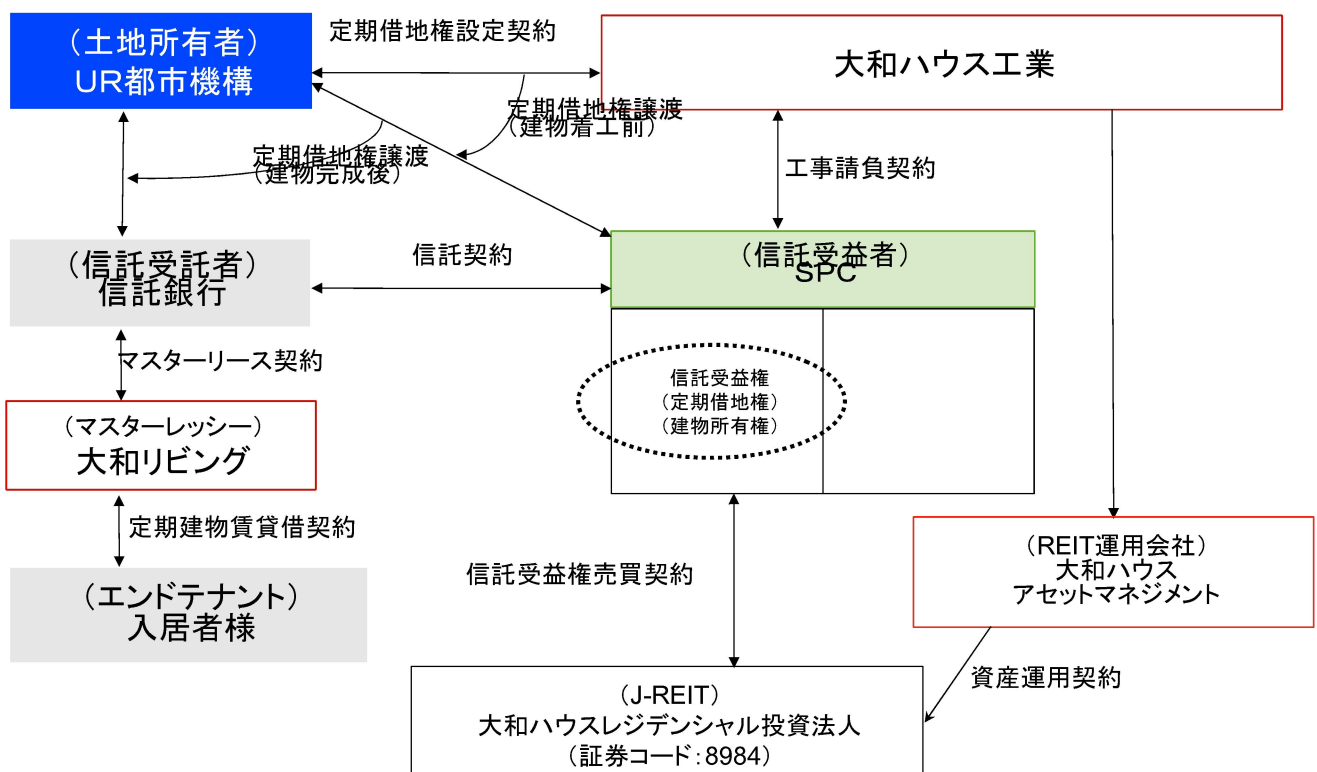 （土地所有者）
ＵＲ都市機構
定期借地権設定契約
大和ハウス工業
定期借地権譲渡
（建物着工前）
定期借地権譲渡
（建物完成後）
工事請負契約
（信託受託者）
信託銀行
信託契約
（信託受益者）
SPC
マスターリース契約
信託受益権
（定期借地権）
（建物所有権）
（マスターレッシー）
大和リビング
定期建物賃貸借契約
信託受益権売買契約
（REIT運用会社）
大和ハウス
アセットマネジメント
（エンドテナント）
入居者様
資産運用契約
（J-REIT）
大和ハウスレジデンシャル投資法人
（証券コード：8984）